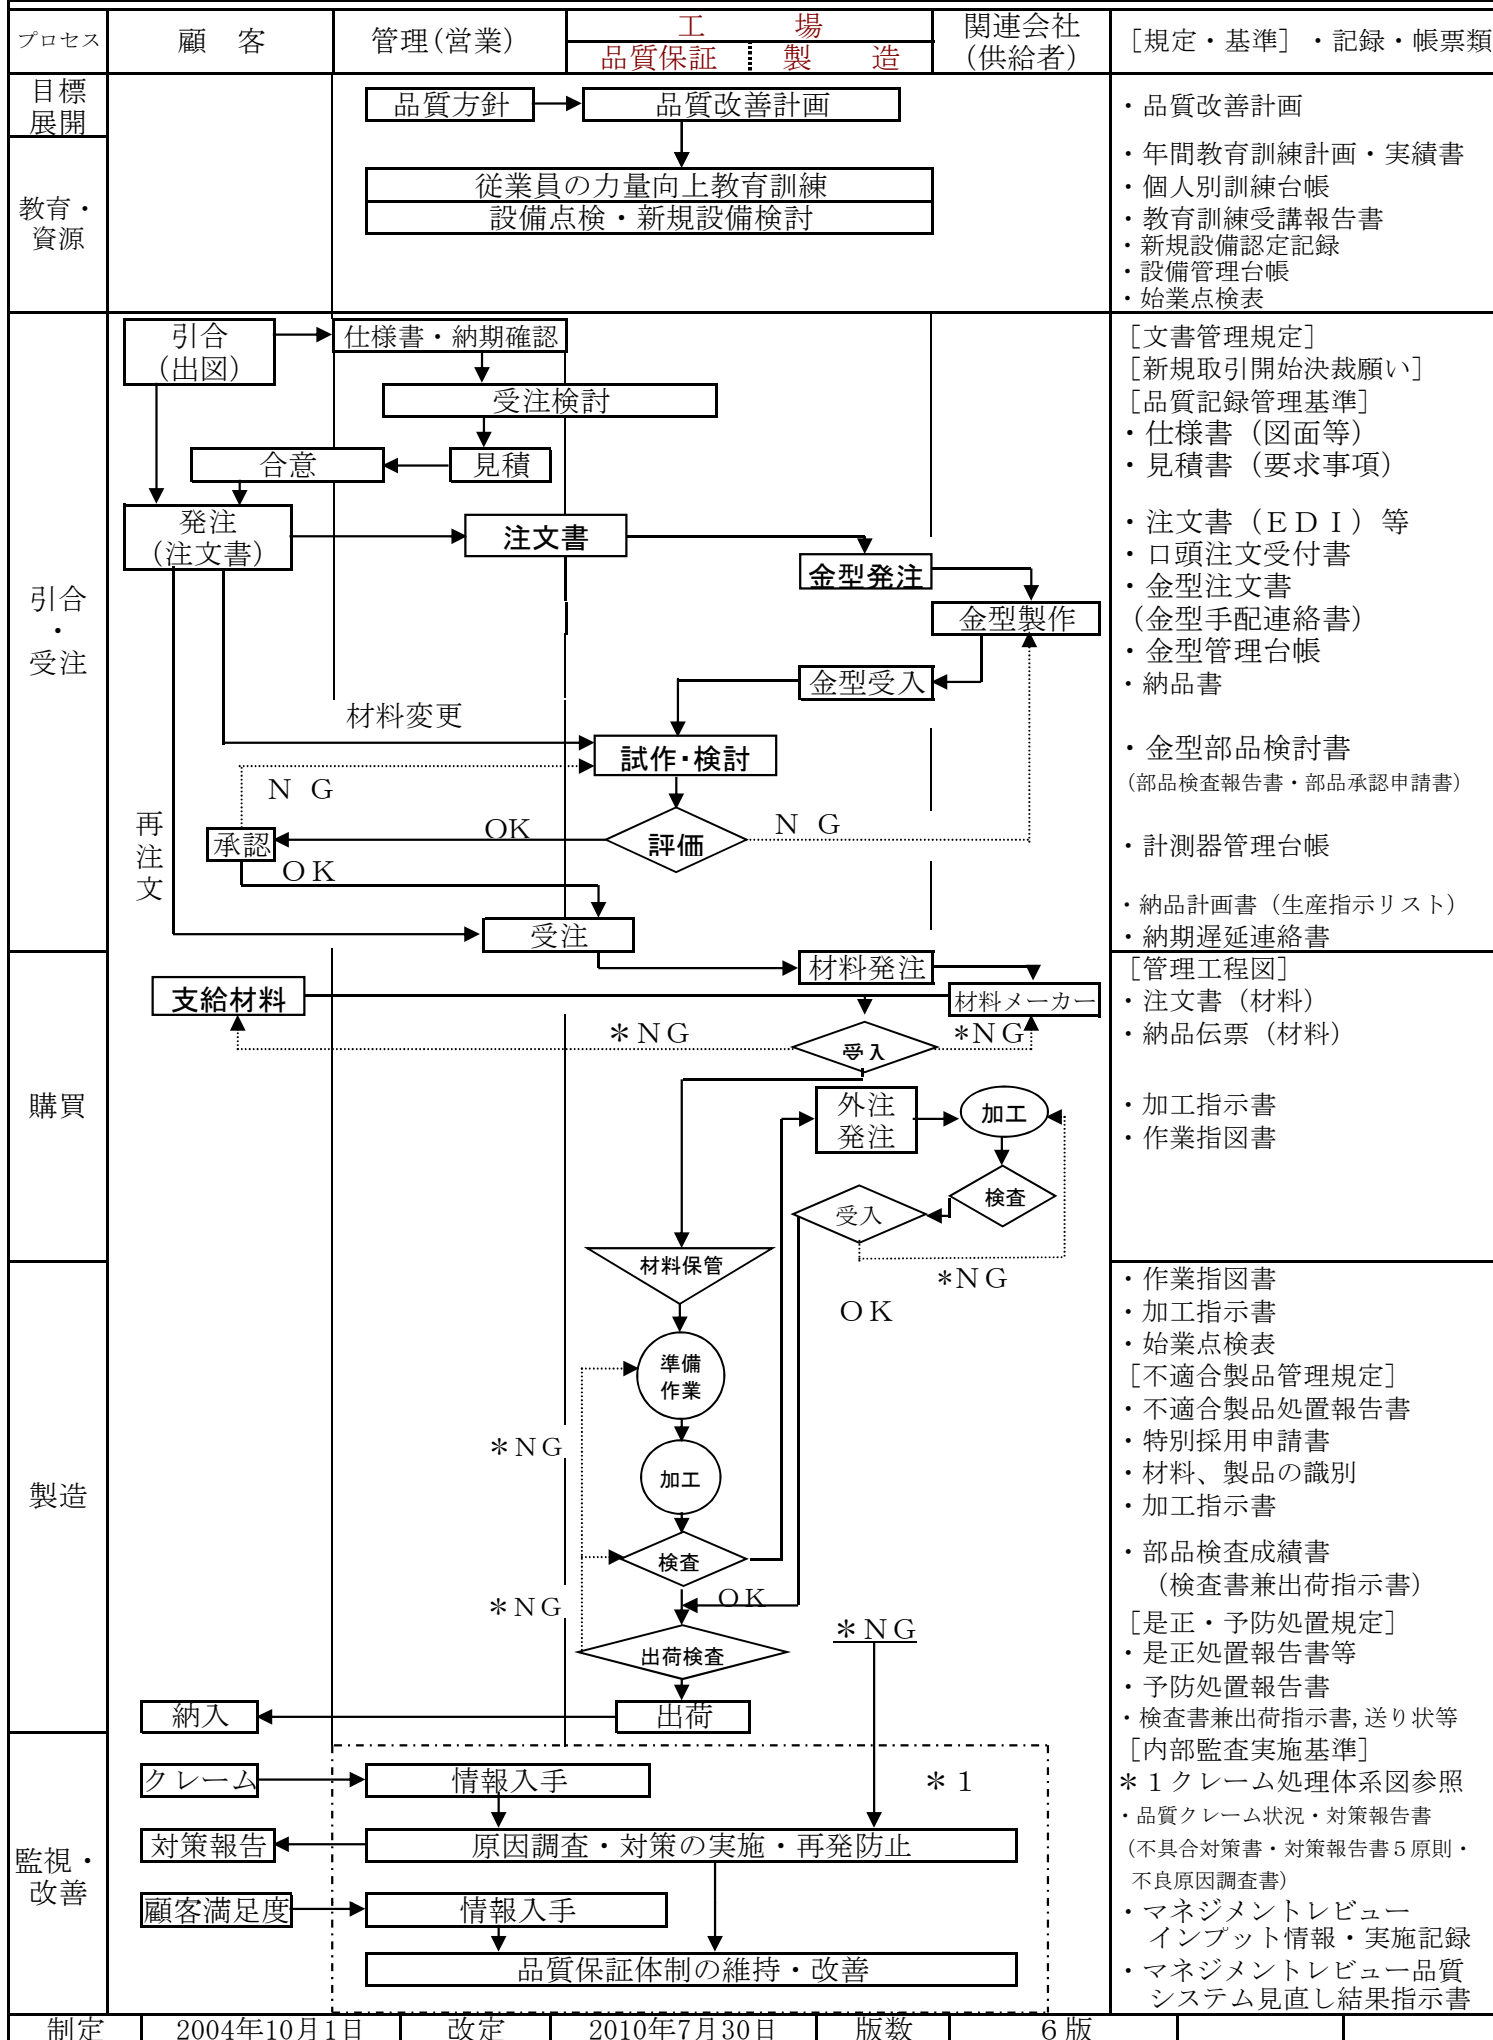 プロセス
顧　客
管理(営業)
工　　　場
品質保証
製　　造
関連会社
(供給者)
［規定・基準］・記録・帳票類
目標
展開
品質方針
品質改善計画
・品質改善計画
教育・
資源
従業員の力量向上教育訓練
設備点検・新規設備検討
・年間教育訓練計画・実績書
・個人別訓練台帳
・教育訓練受講報告書
・新規設備認定記録
・設備管理台帳
・始業点検表
引合
・
受注
引合
(出図)
仕様書・納期確認
受注検討
合意
見積
発注
(注文書)
注文書
金型発注
金型製作
金型受入
材料変更
試作・検討
ＮＧ
再注文
承認
OK
評価
ＮＧ
ＯＫ
受注
［文書管理規定］
［新規取引開始決裁願い］
［品質記録管理基準］
・仕様書（図面等）
・見積書（要求事項）
・注文書（ＥＤＩ）等
・口頭注文受付書
・金型注文書
（金型手配連絡書）
・金型管理台帳
・納品書
・金型部品検討書
（部品検査報告書・部品承認申請書）
・計測器管理台帳
・納品計画書（生産指示リスト）
・納期遅延連絡書
購買
材料発注
支給材料
材料メーカー
＊ＮＧ
受入
*ＮＧ
外注
発注
加工
検査
受入
*ＮＧ
材料保管
ＯＫ
［管理工程図］
・注文書（材料）
・納品伝票（材料）
・加工指示書
・作業指図書
製造
準備
作業
＊ＮＧ
加工
検査
ＯＫ
＊ＮＧ
出荷検査
＊ＮＧ
納入
出荷
・作業指図書
・加工指示書
・始業点検表
［不適合製品管理規定］
・不適合製品処置報告書
・特別採用申請書
・材料、製品の識別
・加工指示書
・部品検査成績書
（検査書兼出荷指示書）
［是正・予防処置規定］
・是正処置報告書等
・予防処置報告書
・検査書兼出荷指示書,送り状等
監視・
改善
クレーム
情報入手
＊１
対策報告
原因調査・対策の実施・再発防止
顧客満足度
情報入手
品質保証体制の維持・改善
［内部監査実施基準］
＊１クレーム処理体系図参照
・品質クレーム状況・対策報告書
（不具合対策書・対策報告書５原則・
不良原因調査書）
・マネジメントレビュー
インプット情報・実施記録
・マネジメントレビュー品質
システム見直し結果指示書
制定
2004年10月1日
改定
2010年7月30日
版数
６版